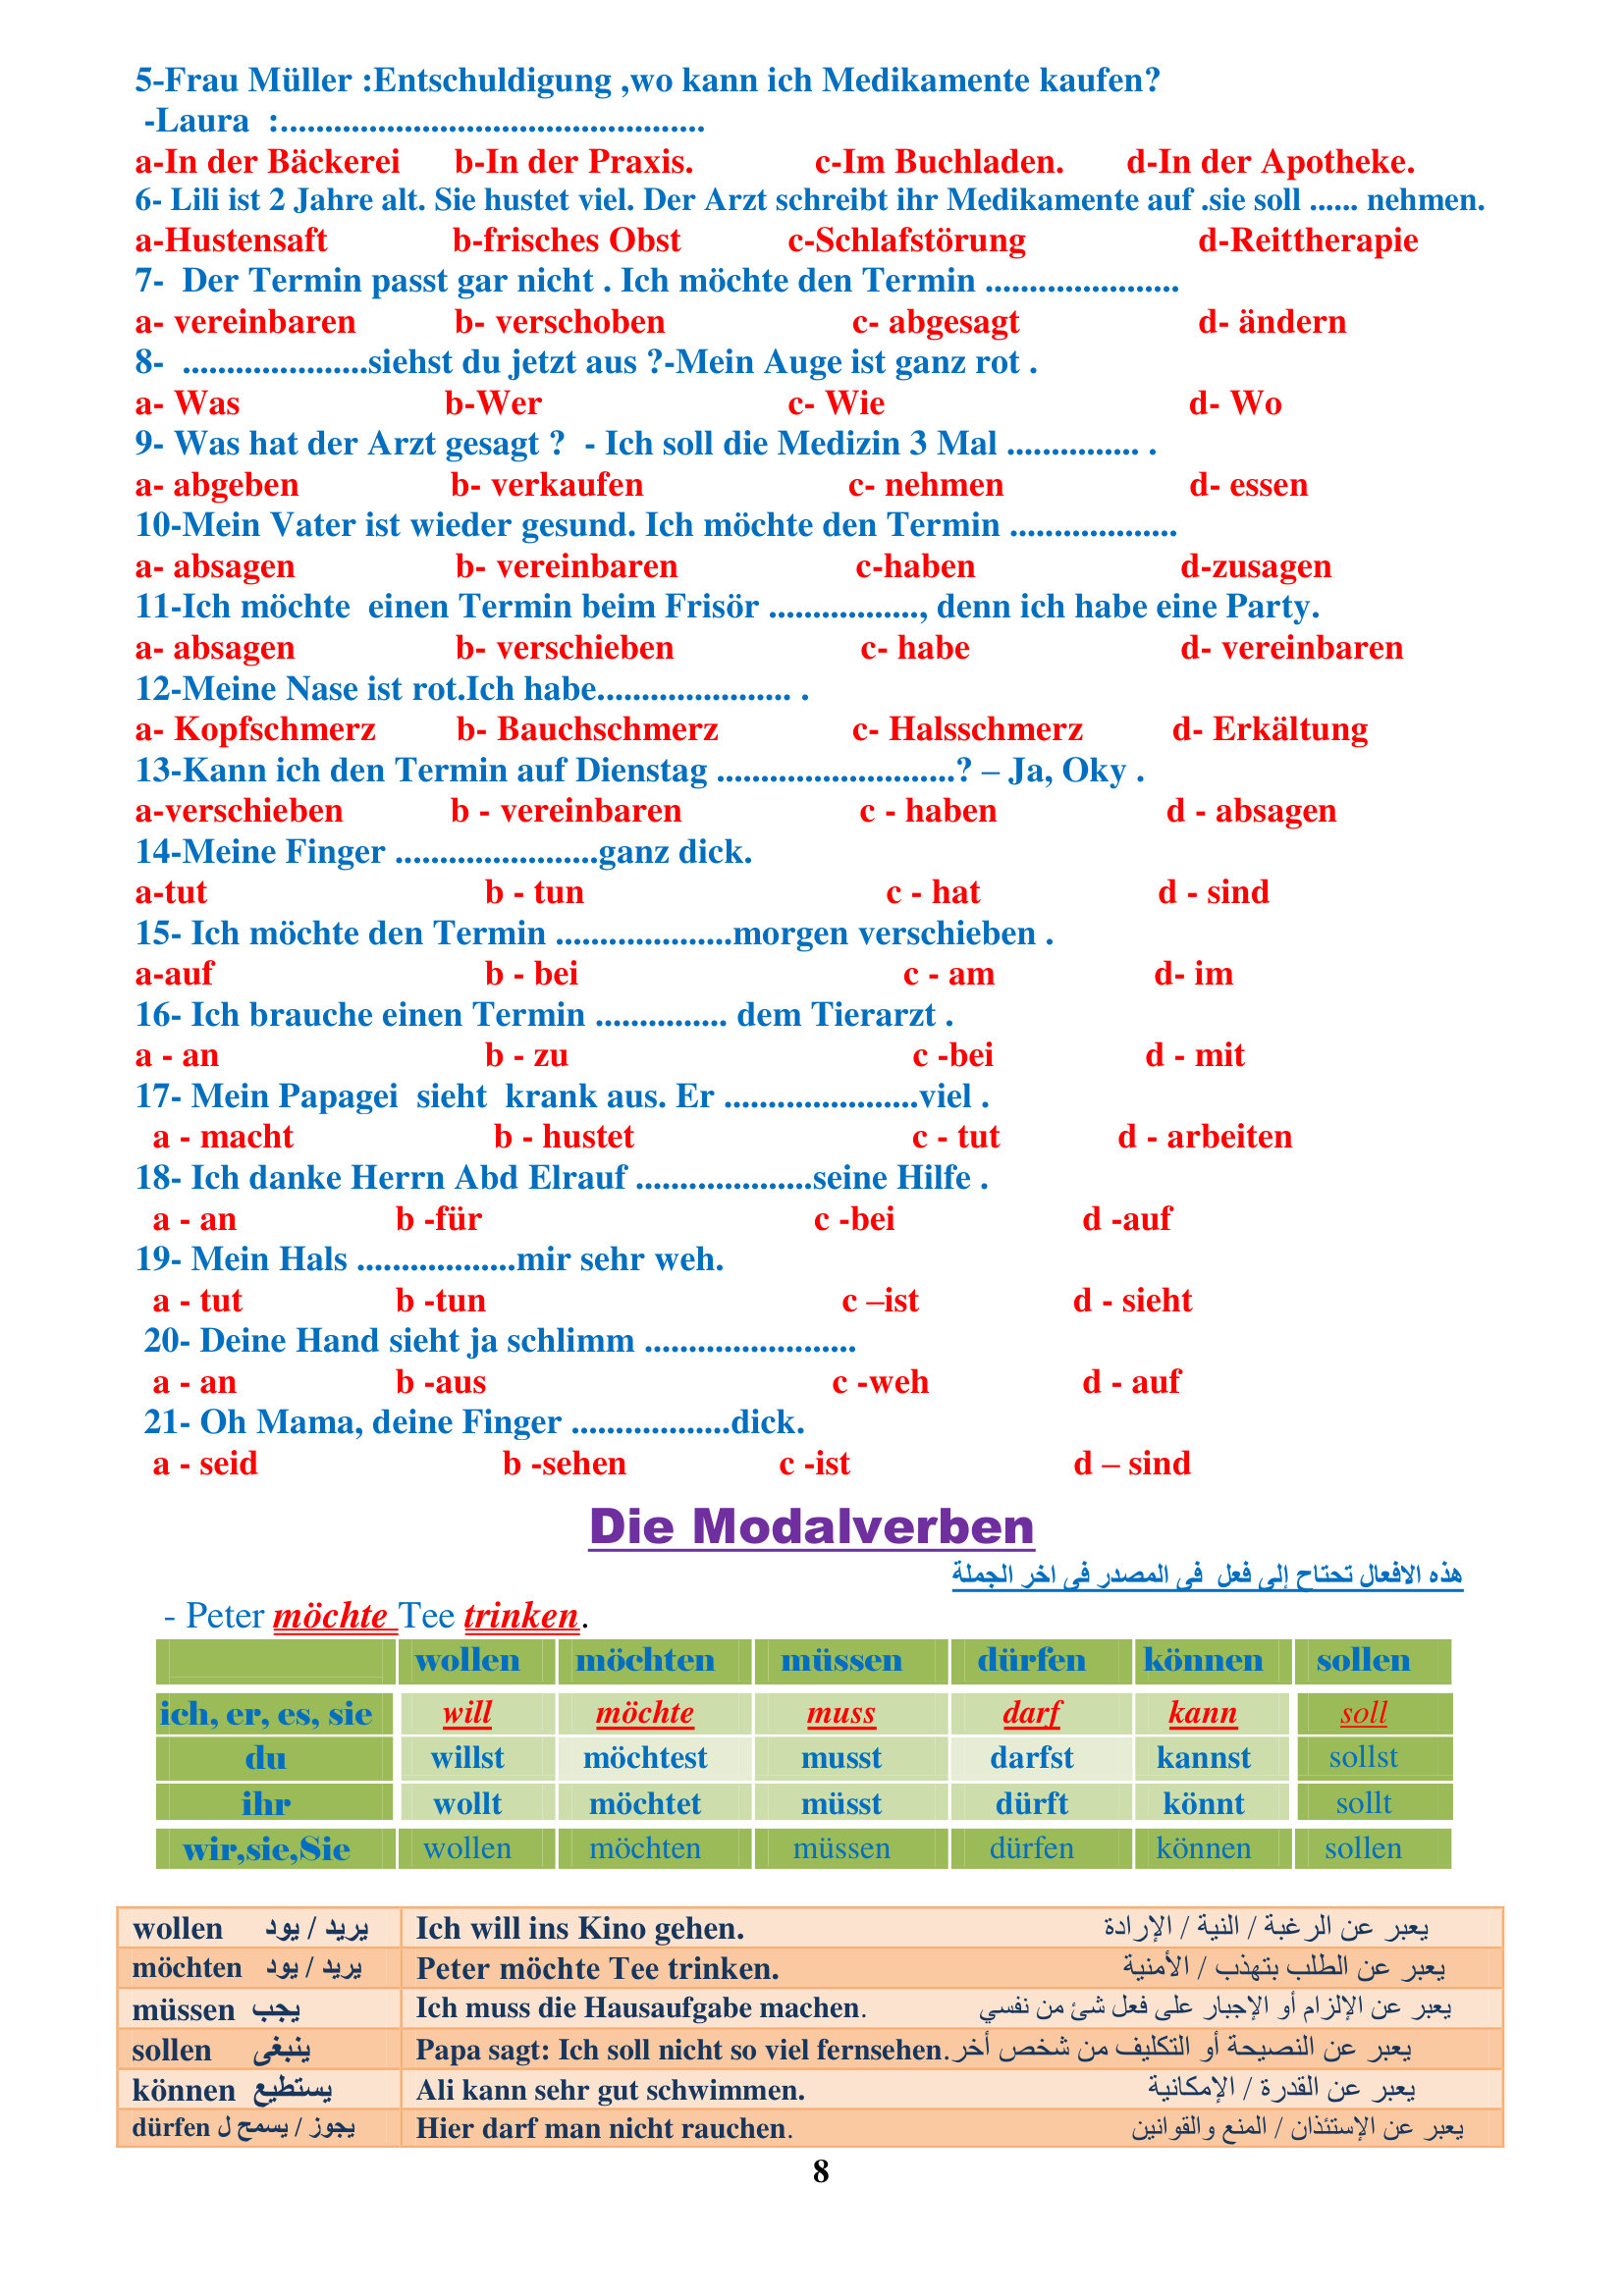 5-Frau Müller :Entschuldigung ,wo kann ich Medikamente kaufen?
-Laura :................................................
a-In der Bäckerei b-In der Praxis. c-Im Buchladen. d-In der Apotheke.
6- Lili ist 2 Jahre alt. Sie hustet viel. Der Arzt schreibt ihr Medikamente auf .sie soll ...... nehmen.
a-Hustensaft b-frisches Obst c-Schlafstörung d-Reittherapie
7- Der Termin passt gar nicht . Ich möchte den Termin ......................
a- vereinbaren b- verschoben c- abgesagt d- ändern
8- .....................siehst du jetzt aus ?-Mein Auge ist ganz rot .
a- Was b-Wer c- Wie d- Wo
9- Was hat der Arzt gesagt ? - Ich soll die Medizin 3 Mal ............... .
a- abgeben b- verkaufen c- nehmen d- essen
10-Mein Vater ist wieder gesund. Ich möchte den Termin ...................
a- absagen b- vereinbaren c-haben d-zusagen
11-Ich möchte einen Termin beim Frisör ................., denn ich habe eine Party.
a- absagen b- verschieben c- habe d- vereinbaren
12-Meine Nase ist rot.Ich habe...................... .
a- Kopfschmerz b- Bauchschmerz c- Halsschmerz d- Erkältung
13-Kann ich den Termin auf Dienstag ...........................? – Ja, Oky .
a-verschieben b - vereinbaren c - haben d - absagen
14-Meine Finger .......................ganz dick.
a-tut b - tun c - hat d - sind
15- Ich möchte den Termin ....................morgen verschieben .
a-auf b - bei c - am d- im
16- Ich brauche einen Termin ............... dem Tierarzt .
a - an b - zu c -bei d - mit
17- Mein Papagei sieht krank aus. Er ......................viel .
a - macht b - hustet c - tut d - arbeiten
18- Ich danke Herrn Abd Elrauf ....................seine Hilfe .
a - an b -für c -bei d -auf
19- Mein Hals ..................mir sehr weh.
a - tut b -tun c –ist d - sieht
20- Deine Hand sieht ja schlimm ........................
a - an b -aus c -weh d - auf
21- Oh Mama, deine Finger ..................dick.
a - seid b -sehen c -ist d – sind
Die Modalverben
هذه الافعال تحتاج إلى فعل فى المصدر فى اخر الجملة
- Peter möchte Tee trinken.
wollen möchten müssen dürfen können sollen
ich, er, es, sie will möchte muss darf kann soll
du willst möchtest musst darfst kannst sollst
ihr wollt möchtet müsst dürft könnt sollt
wir,sie,Sie wollen möchten müssen dürfen können sollen
wollen يريد / يود Ich will ins Kino gehen. يعبر عن الرغبة / النية / الإرادة
möchten يريد / يود Peter möchte Tee trinken. يعبر عن الطلب بتهذب / الأمنية
müssen يجب Ich muss die Hausaufgabe machen. يعبر عن الإلزام أو الإجبار على فعل شئ من نفسي
sollen ينبغى Papa sagt: Ich soll nicht so viel fernsehen. يعبر عن النصيحة أو التكليف من شخص أخر
können يستطيع Ali kann sehr gut schwimmen. يعبر عن القدرة / الإمكانية
dürfen يجوز / يسمح ل Hier darf man nicht rauchen. يعبر عن الإستئذان / المنع والقوانين
8